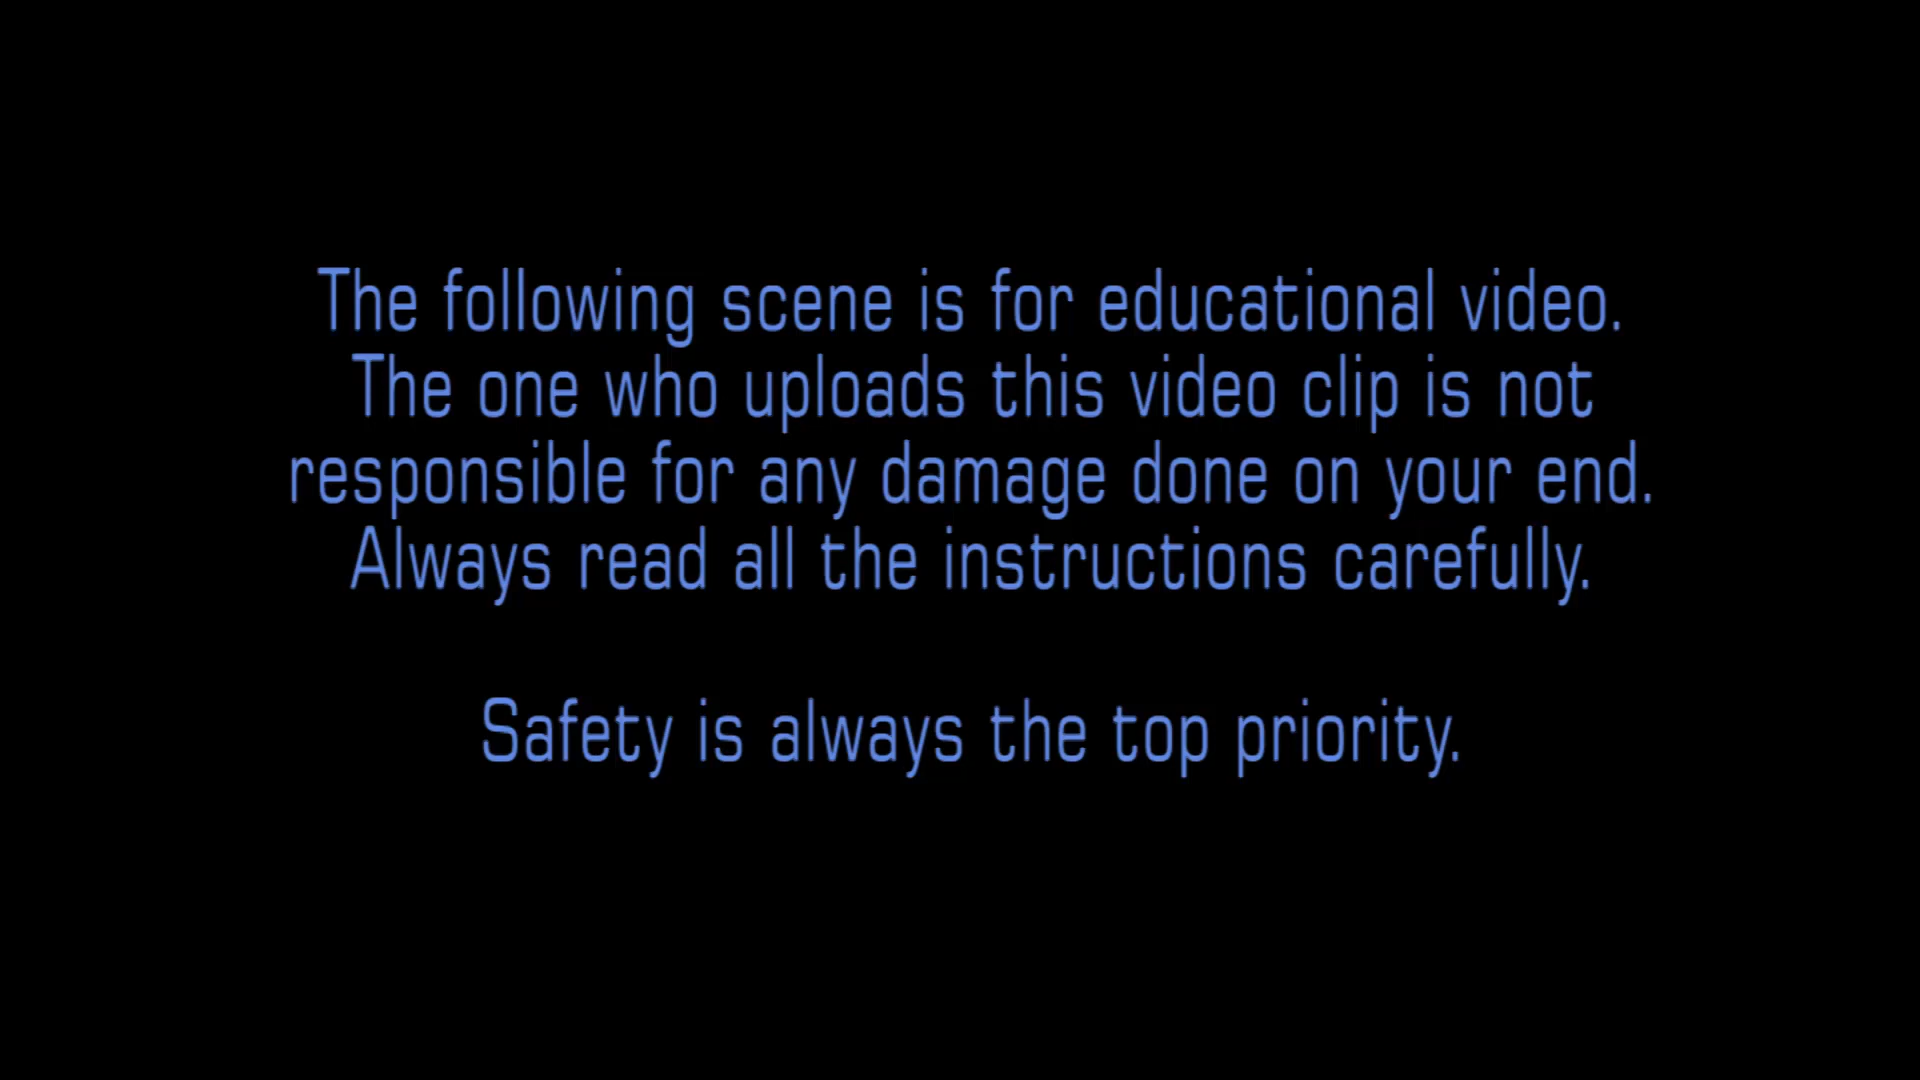 The following scene is for educational video.
The one who uploads this video clip is not
responsible for any damage done on your end.
Always read all the instructions carefully.
Safety is always the top priority.